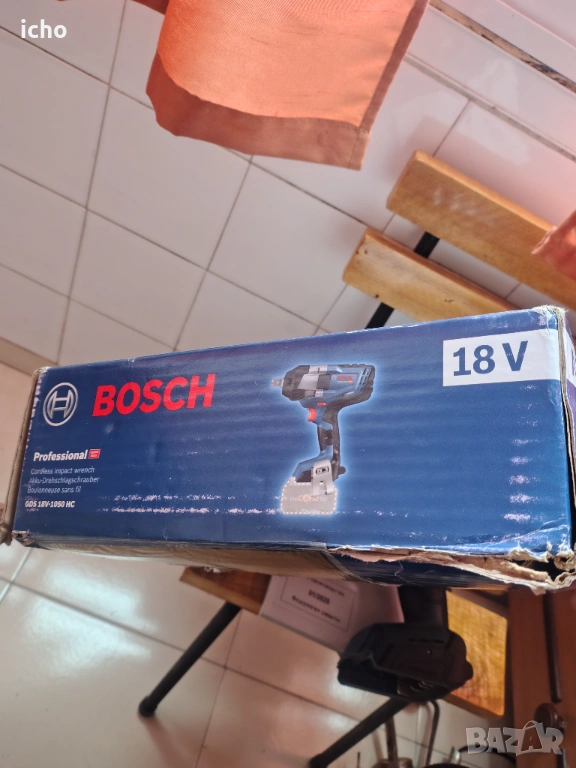 icho
BOSCH
18 V
Professional
Cordless impact wrench
Akku-Drehschlagschrauber
Boulonneuse sans fil
GDS 18V-1050 HC
BAZAR